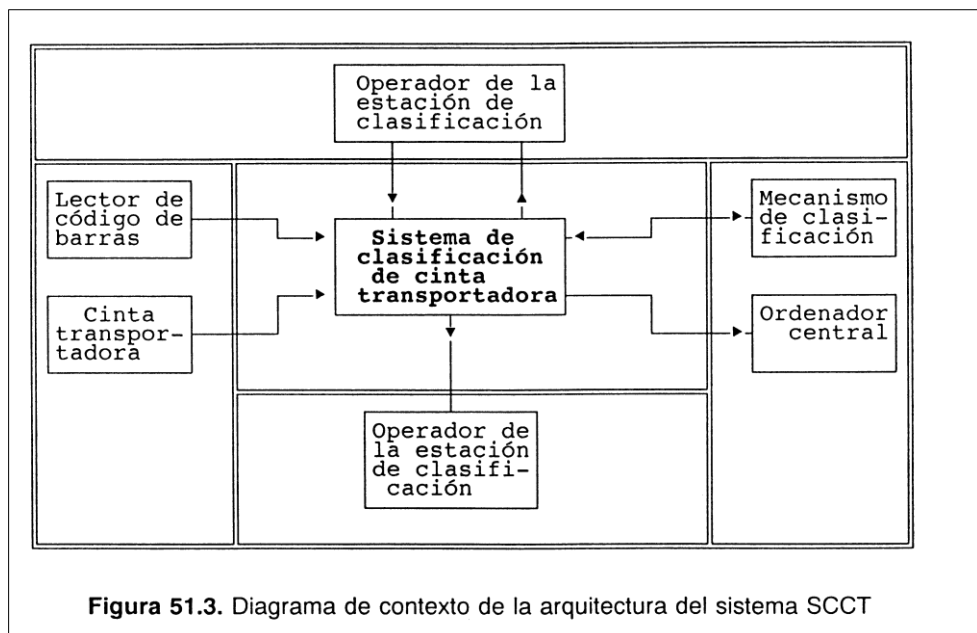 Operador de la
estación de
clasificación
Lector de
código de
barras
Sistema de
clasificación
de cinta
transportadora
Mecanismo
de clasi-
ficación
Cinta
transpor-
tadora
Ordenador
central
Operador de
la estación
de clasifi-
cación
Figura 51.3. Diagrama de contexto de la arquitectura del sistema SCCT